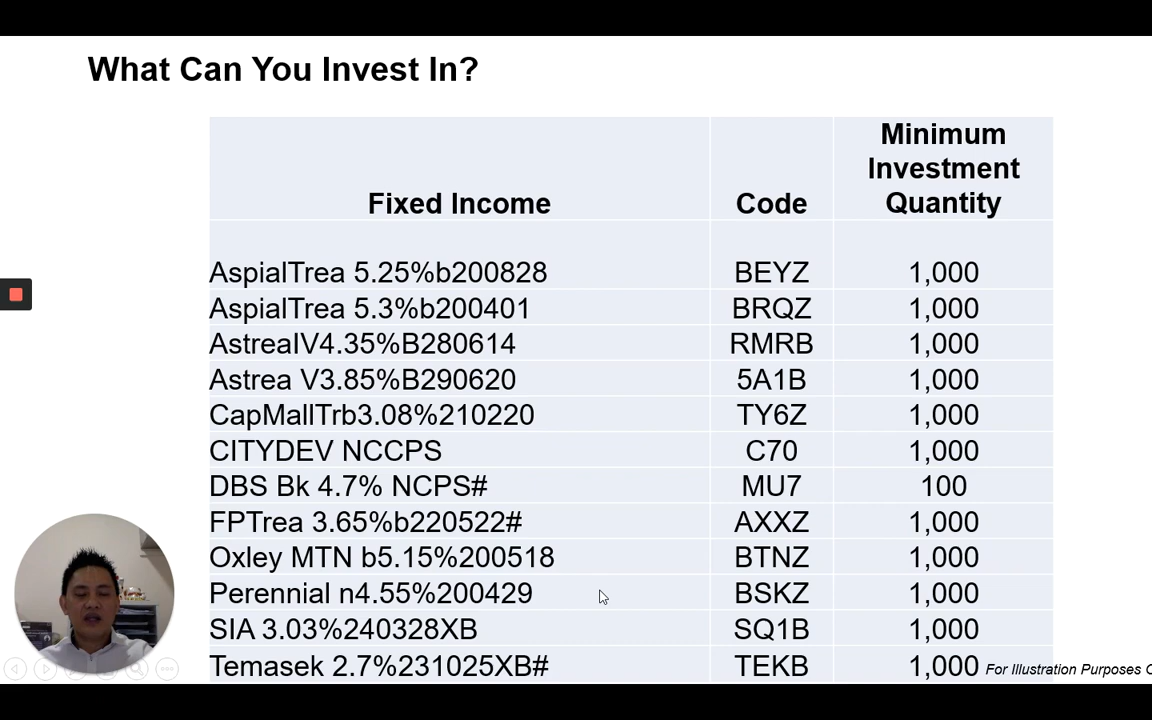 What Can You Invest In?
Minimum
Investment
Fixed Income Code Quantity
AspialTrea 5.25%b200828 BEYZ 1,000
AspialTrea 5.3%b200401 BRQZ 1,000
AstreaIV4.35%B280614 RMRB 1,000
Astrea V3.85%B290620 5A1B 1,000
CapMallTrb3.08%210220 TY6Z 1,000
CITYDEV NCCPS C70 1,000
DBS Bk 4.7% NCPS# MU7 100
FPTrea 3.65%b220522# AXXZ 1,000
Oxley MTN b5.15%200518 BTNZ 1,000
Perennial n4.55%200429 BSKZ 1,000
SIA 3.03%240328XB SQ1B 1,000
Temasek 2.7%231025XB# TEKB 1,000
For Illustration Purposes